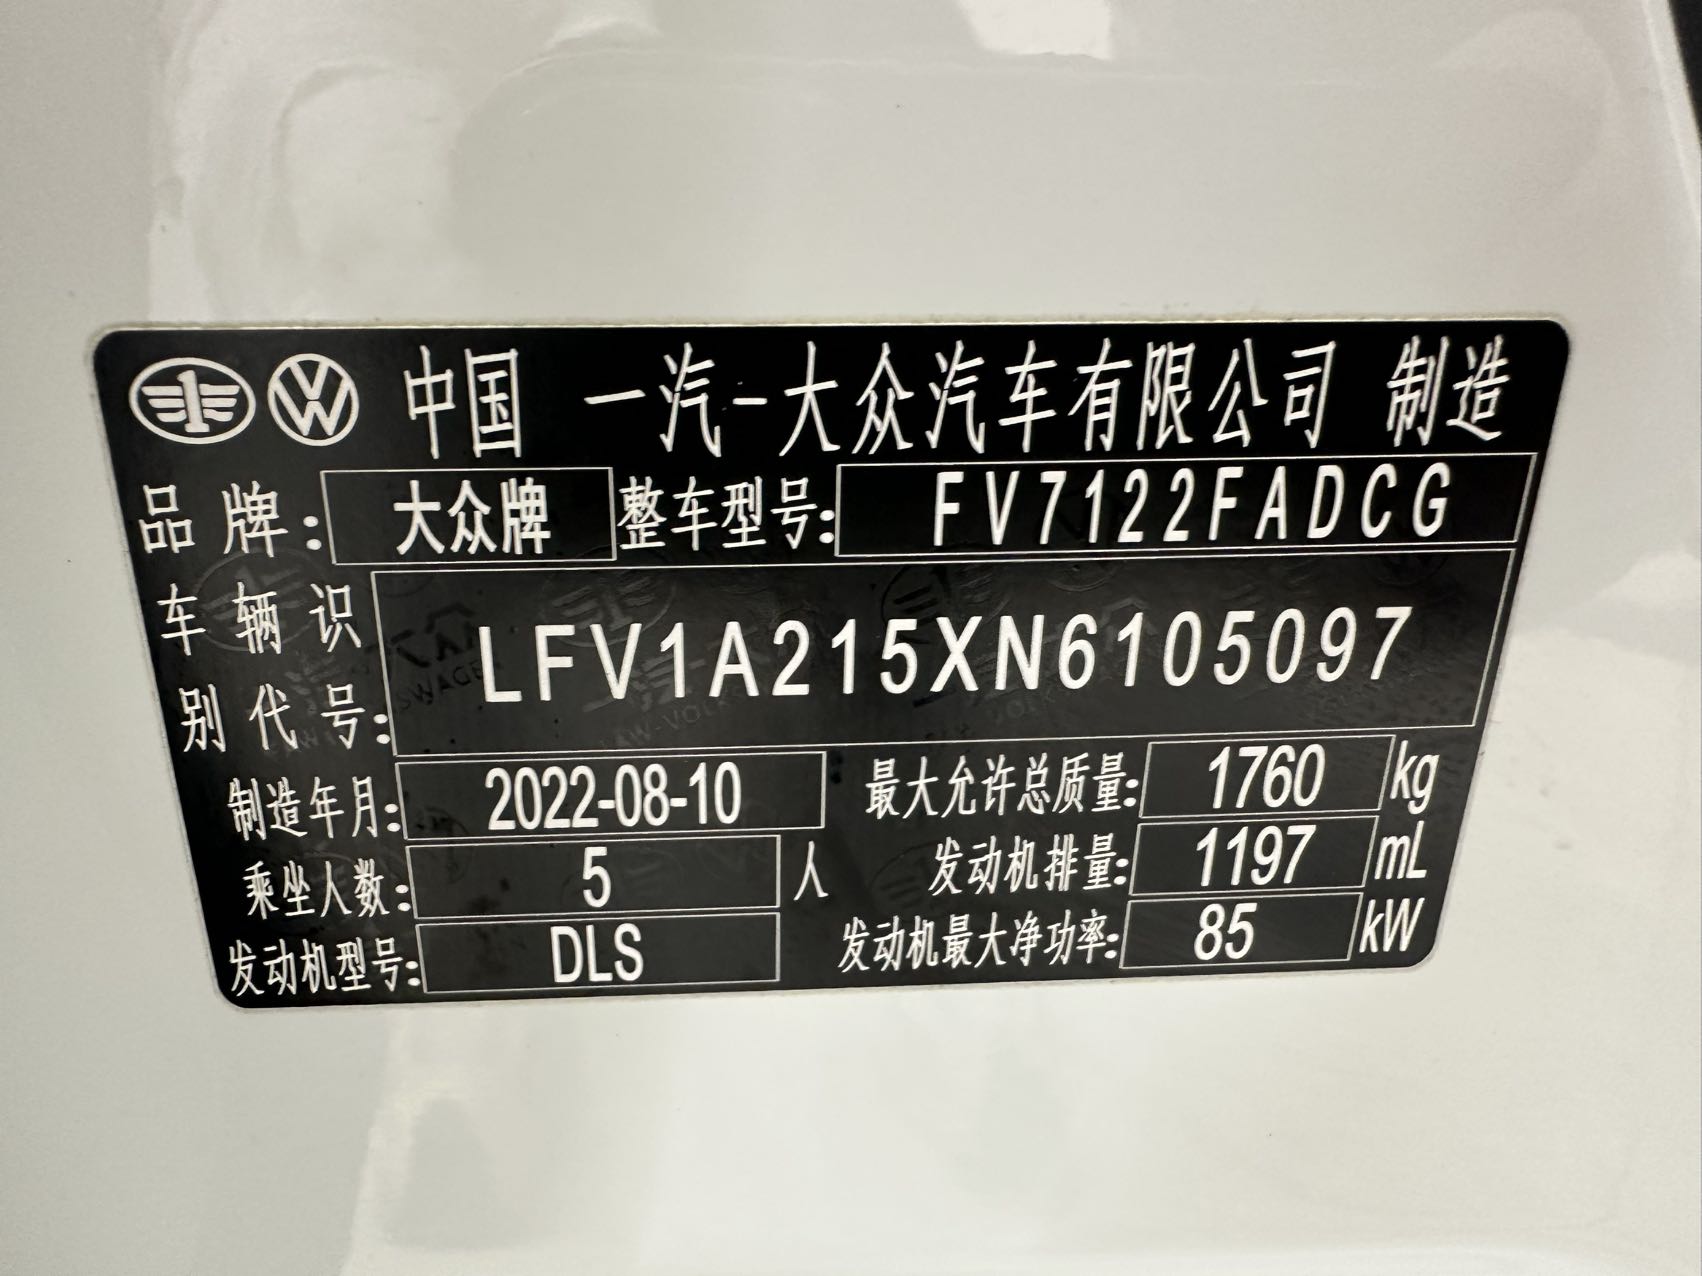 中国 一汽-大众汽车有限公司 制造
品牌: 大众牌 整车型号: FV7122FADCG
车辆识
别代号: LFV1A215XN6105097
制造年月: 2022-08-10 最大允许总质量: 1760 kg
乘坐人数: 5 人 发动机排量: 1197 mL
发动机型号: DLS 发动机最大净功率: 85 kW